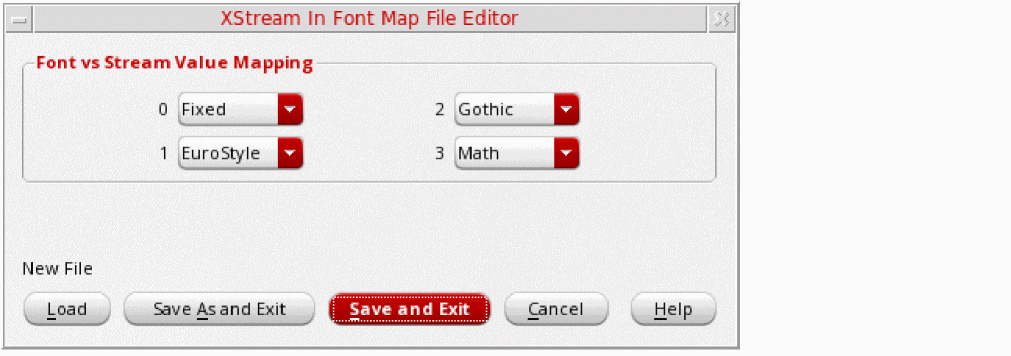 XStream In Font Map File Editor
Font vs Stream Value Mapping
0 Fixed 2 Gothic
1 EuroStyle 3 Math
New File
Load Save As and Exit Save and Exit Cancel Help